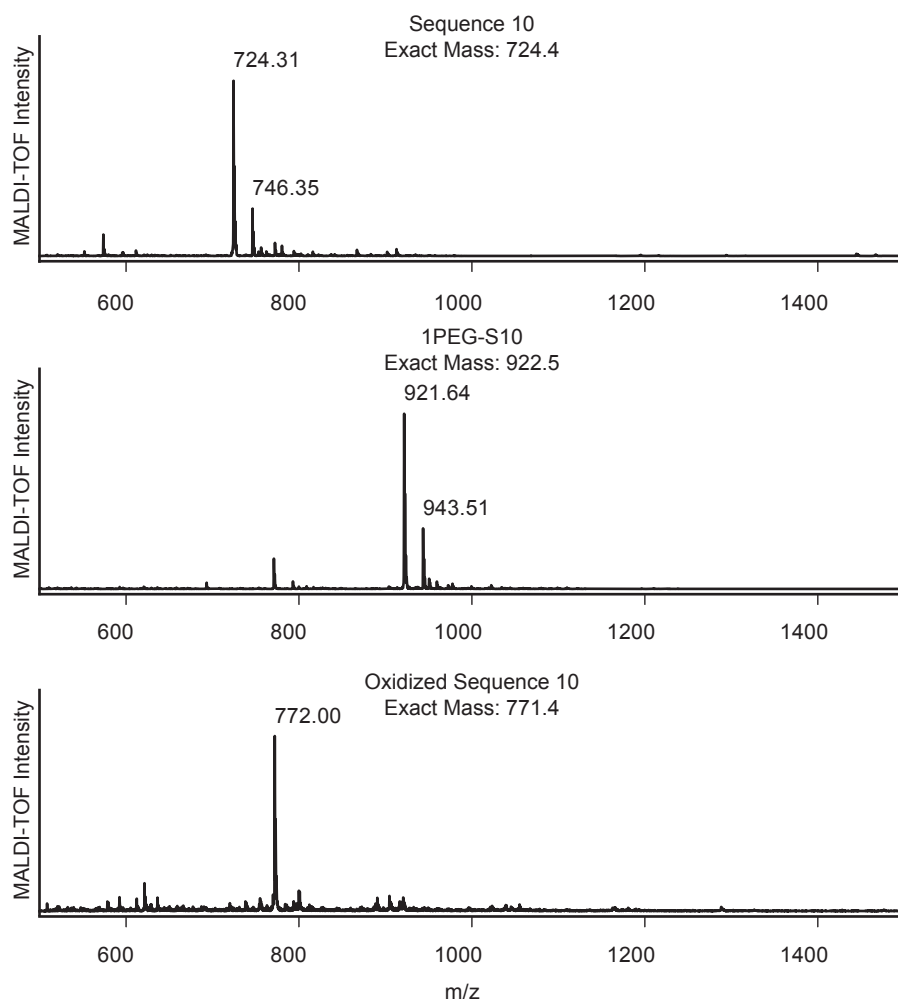 Sequence 10
Exact Mass: 724.4
MALDI-TOF Intensity
724.31
746.35
600 800 1000 1200 1400
1PEG-S10
Exact Mass: 922.5
MALDI-TOF Intensity
921.64
943.51
600 800 1000 1200 1400
Oxidized Sequence 10
Exact Mass: 771.4
MALDI-TOF Intensity
772.00
600 800 1000 1200 1400
m/z